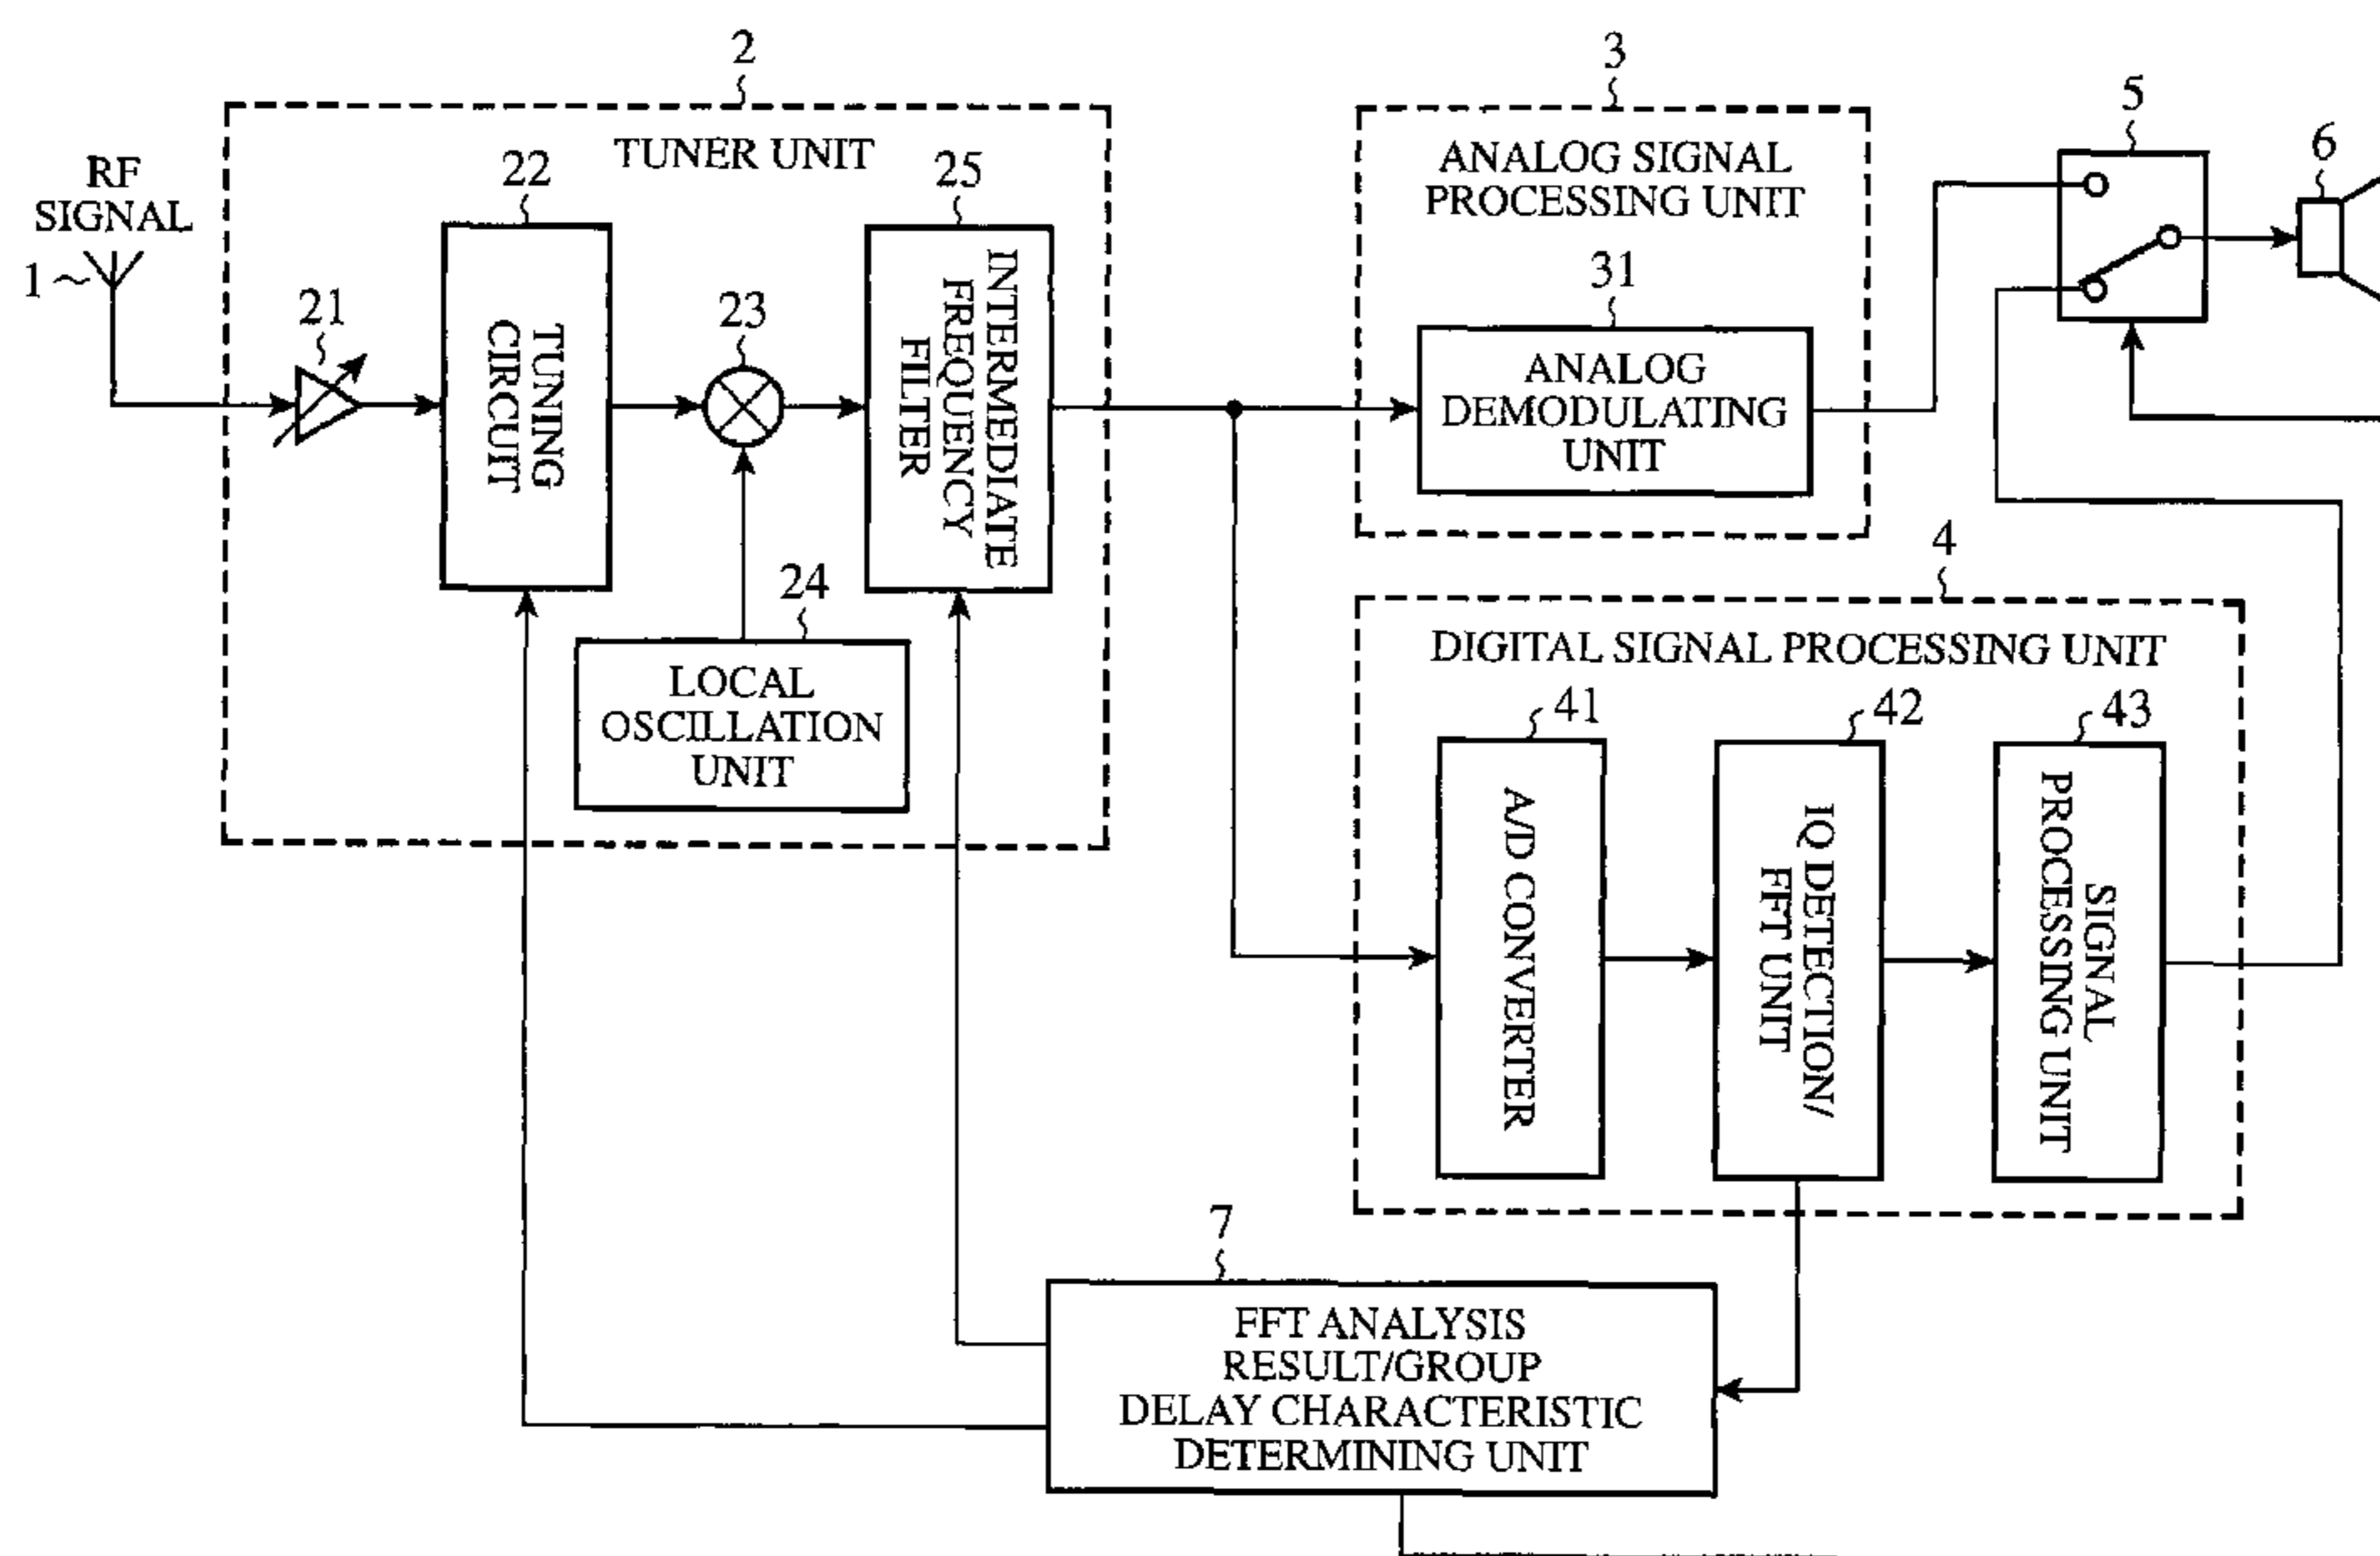 RF
SIGNAL
1
2
TUNER UNIT
21
22
TUNING
CIRCUIT
23
24
LOCAL
OSCILLATION
UNIT
25
INTERMEDIATE
FREQUENCY
FILTER
3
ANALOG SIGNAL
PROCESSING UNIT
31
ANALOG
DEMODULATING
UNIT
5
6
4
DIGITAL SIGNAL PROCESSING UNIT
41
A/D CONVERTER
42
IQ DETECTION/
FFT UNIT
43
SIGNAL
PROCESSING UNIT
7
FFT ANALYSIS
RESULT/GROUP
DELAY CHARACTERISTIC
DETERMINING UNIT